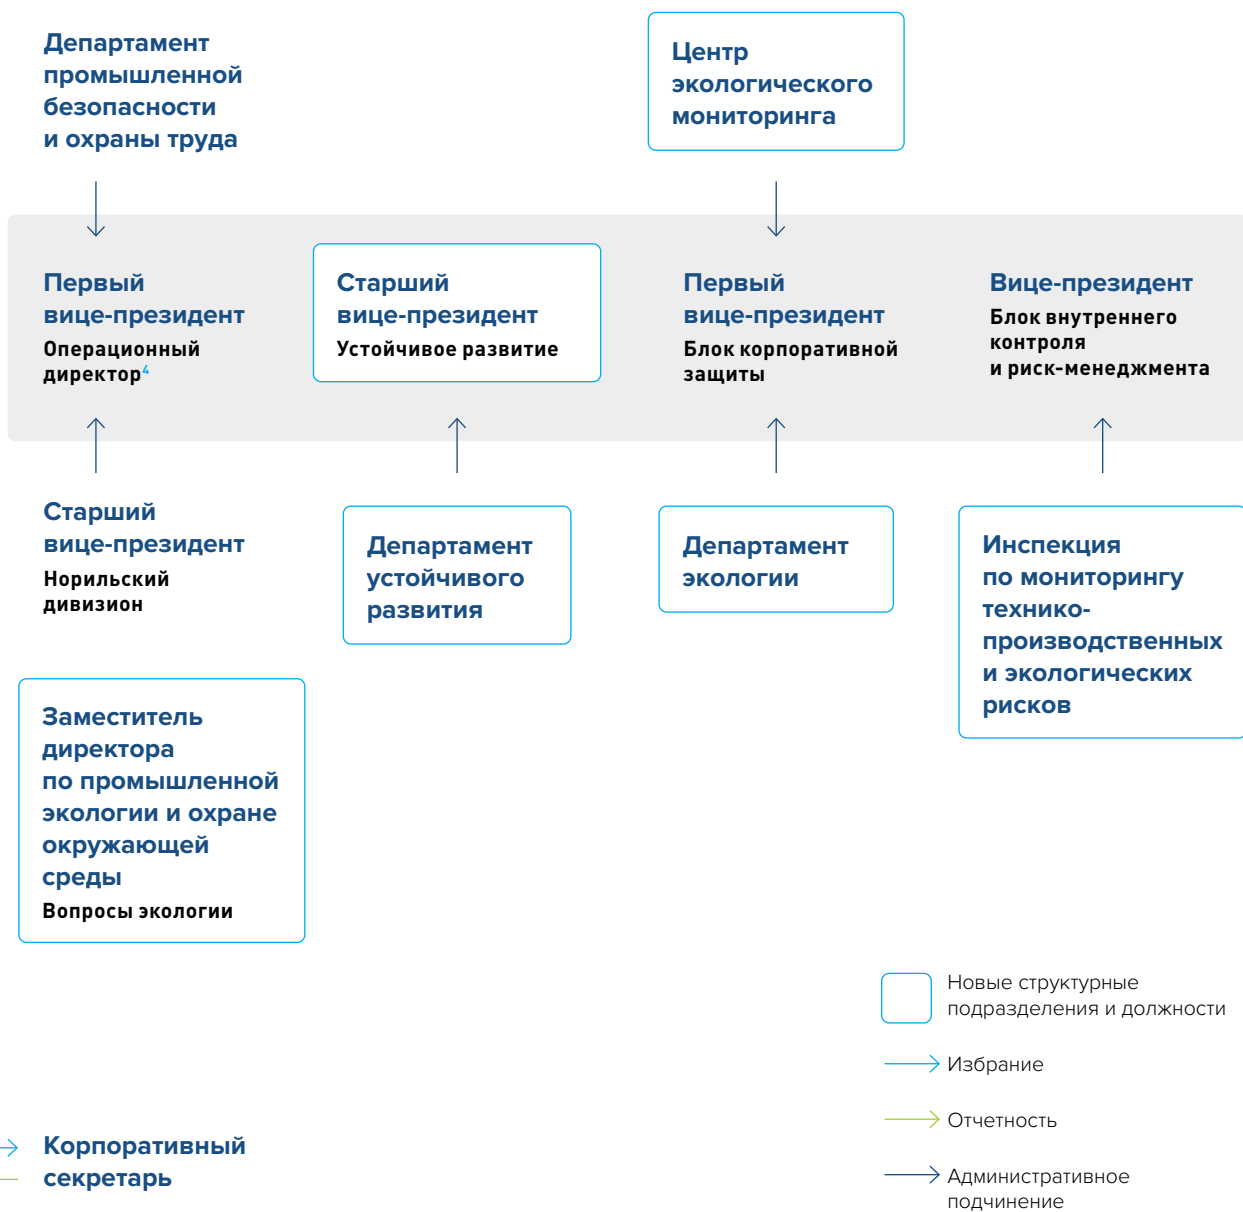 Департамент
промышленной
безопасности
и охраны труда
Центр
экологического
мониторинга
Первый
вице-президент
Операционный
директор⁴
Старший
вице-президент
Устойчивое развитие
Первый
вице-президент
Блок корпоративной
защиты
Вице-президент
Блок внутреннего
контроля
и риск-менеджмента
Старший
вице-президент
Норильский
дивизион
Департамент
устойчивого
развития
Департамент
экологии
Инспекция
по мониторингу
технико-
производственных
и экологических
рисков
Заместитель
директора
по промышленной
экологии и охране
окружающей
среды
Вопросы экологии
Новые структурные
подразделения и должности
Избрание
Отчетность
Административное
подчинение
Корпоративный
секретарь